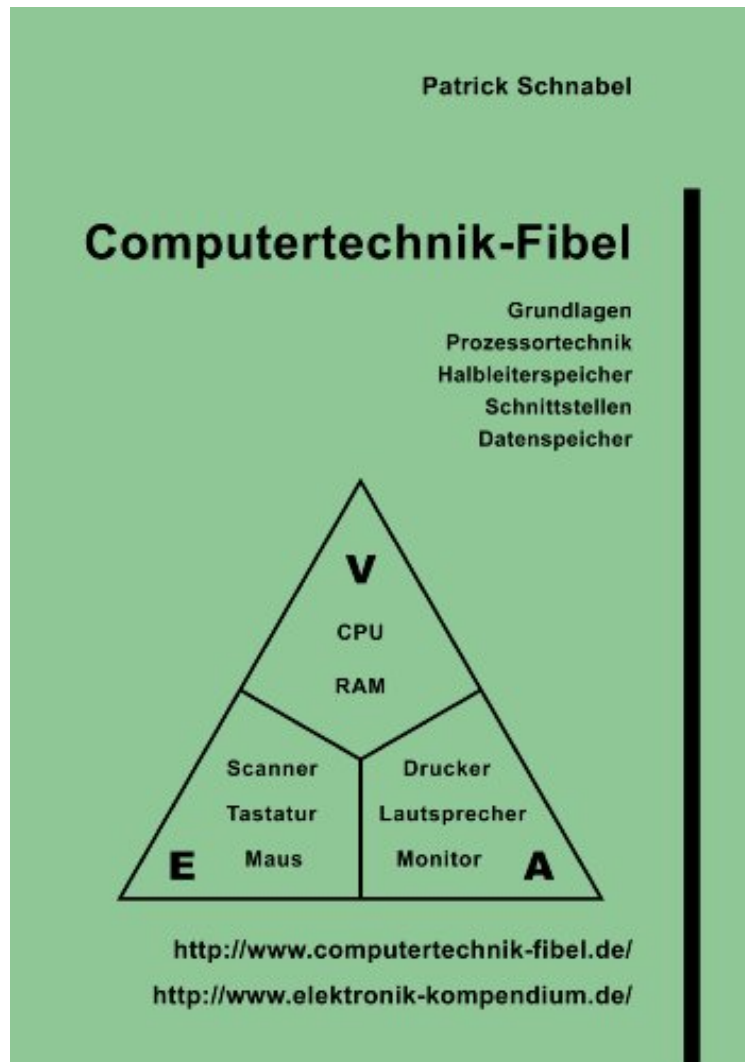 Patrick Schnabel
Computertechnik-Fibel
Grundlagen
Prozessortechnik
Halbleiterspeicher
Schnittstellen
Datenspeicher
V
CPU
RAM
Scanner
Tastatur
Maus
E
Drucker
Lautsprecher
Monitor
A
http://www.computertechnik-fibel.de/
http://www.elektronik-kompendium.de/